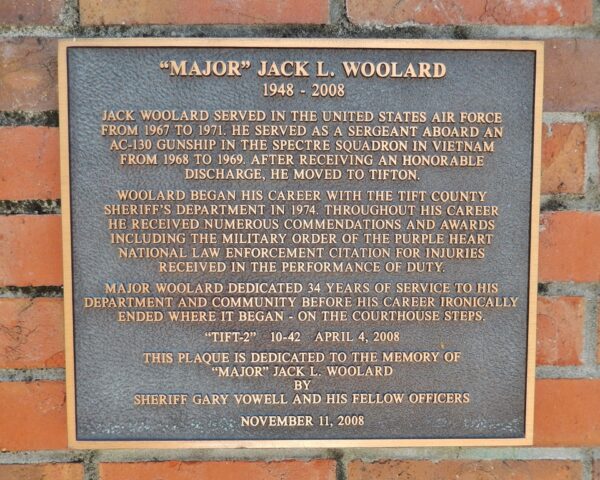 "MAJOR" JACK L. WOOLARD
1948 - 2008
JACK WOOLARD SERVED IN THE UNITED STATES AIR FORCE
FROM 1967 TO 1971. HE SERVED AS A SERGEANT ABOARD AN
AC-130 GUNSHIP IN THE SPECTRE SQUADRON IN VIETNAM
FROM 1968 TO 1969. AFTER RECEIVING AN HONORABLE
DISCHARGE, HE MOVED TO TIFTON.
WOOLARD BEGAN HIS CAREER WITH THE TIFT COUNTY
SHERIFF'S DEPARTMENT IN 1974. THROUGHOUT HIS CAREER
HE RECEIVED NUMEROUS COMMENDATIONS AND AWARDS
INCLUDING THE MILITARY ORDER OF THE PURPLE HEART
NATIONAL LAW ENFORCEMENT CITATION FOR INJURIES
RECEIVED IN THE PERFORMANCE OF DUTY.
MAJOR WOOLARD DEDICATED 34 YEARS OF SERVICE TO HIS
DEPARTMENT AND COMMUNITY BEFORE HIS CAREER IRONICALLY
ENDED WHERE IT BEGAN - ON THE COURTHOUSE STEPS.
"TIFT-2" 10-42 APRIL 4, 2008
THIS PLAQUE IS DEDICATED TO THE MEMORY OF
"MAJOR" JACK L. WOOLARD
BY
SHERIFF GARY VOWELL AND HIS FELLOW OFFICERS
NOVEMBER 11, 2008